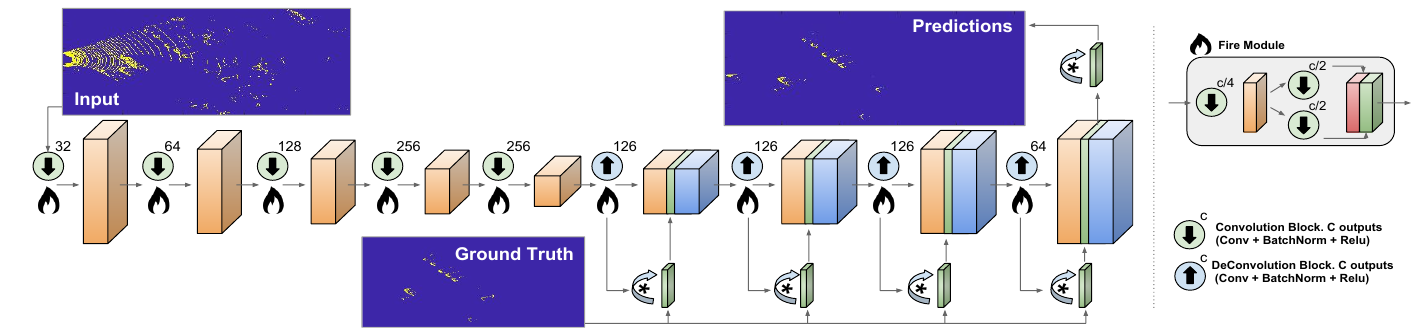 Input
Predictions
Fire Module
c/4
c/2
c/2
*
32
64
128
256
256
126
126
126
64
Ground Truth
*
*
*
*
C
Convolution Block. C outputs
(Conv + BatchNorm + Relu)
C
DeConvolution Block. C outputs
(Conv + BatchNorm + Relu)